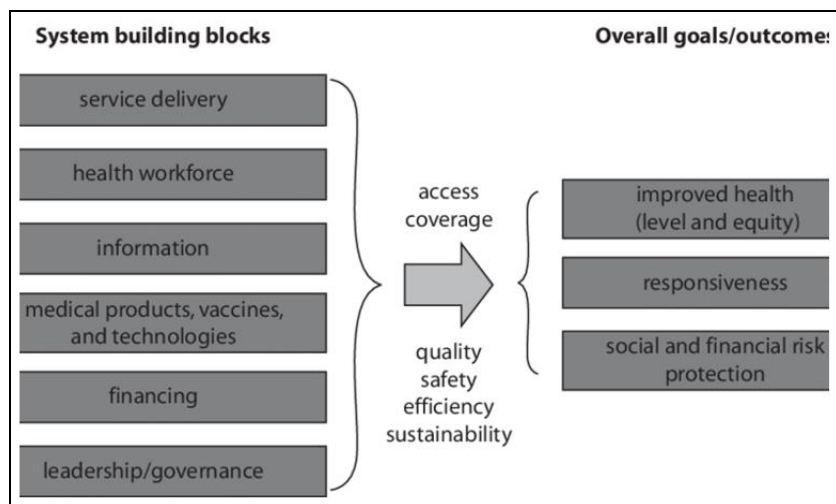 System building blocks
service delivery
health workforce
information
medical products, vaccines,
and technologies
financing
leadership/governance
access
coverage
quality
safety
efficiency
sustainability
Overall goals/outcomes
improved health
(level and equity)
responsiveness
social and financial risk
protection